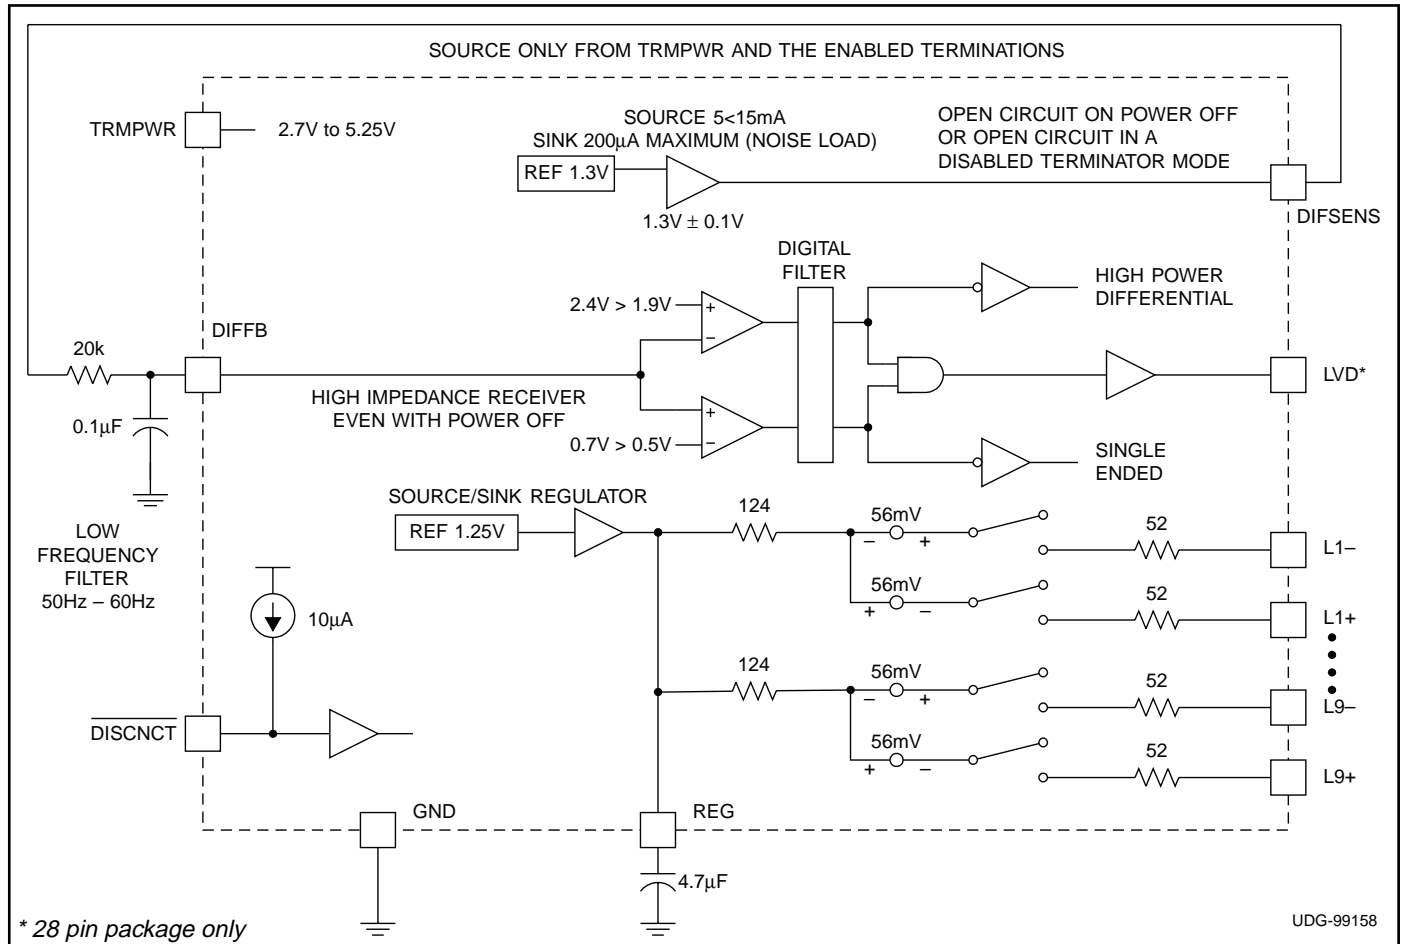 SOURCE ONLY FROM TRMPWR AND THE ENABLED TERMINATIONS
TRMPWR
2.7V to 5.25V
SOURCE 5<15mA
SINK 200µA MAXIMUM (NOISE LOAD)
REF 1.3V
1.3V ± 0.1V
OPEN CIRCUIT ON POWER OFF
OR OPEN CIRCUIT IN A
DISABLED TERMINATOR MODE
DIFSENS
DIGITAL
FILTER
2.4V > 1.9V
+
−
HIGH POWER
DIFFERENTIAL
DIFFB
20k
0.1µF
HIGH IMPEDANCE RECEIVER
EVEN WITH POWER OFF
LVD*
+
0.7V > 0.5V
−
SINGLE
ENDED
LOW
FREQUENCY
FILTER
50Hz – 60Hz
SOURCE/SINK REGULATOR
REF 1.25V
124
56mV
− +
52
L1–
56mV
+ −
52
L1+
10µA
124
56mV
− +
52
L9–
56mV
+ −
52
L9+
DISCNCT
GND
REG
4.7µF
* 28 pin package only
UDG-99158